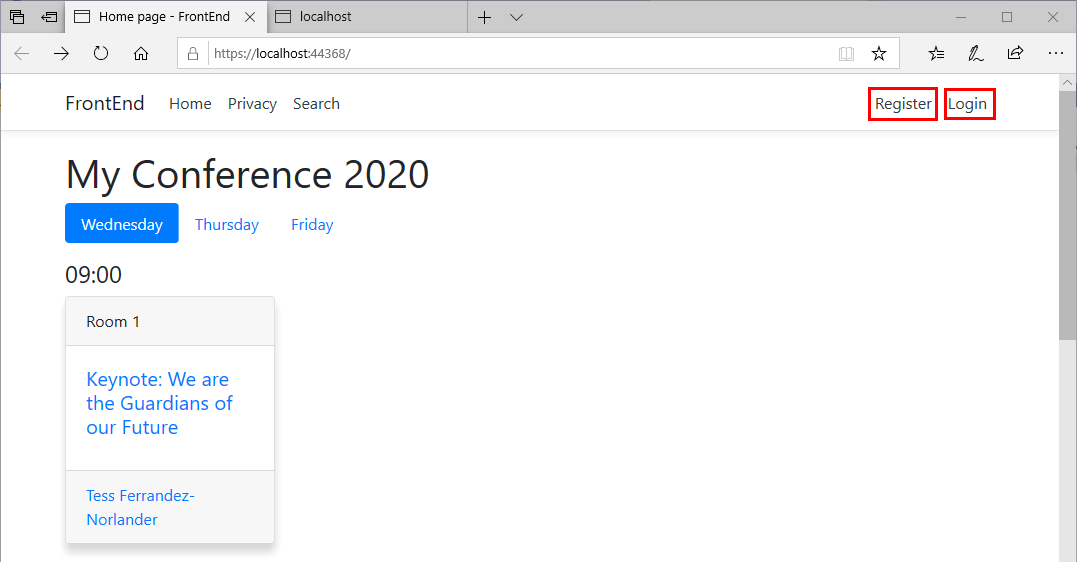 Home page - FrontEnd
localhost
https://localhost:44368/
FrontEnd Home Privacy Search Register Login
My Conference 2020
Wednesday Thursday Friday
09:00
Room 1
Keynote: We are
the Guardians of
our Future
Tess Ferrandez-
Norlander